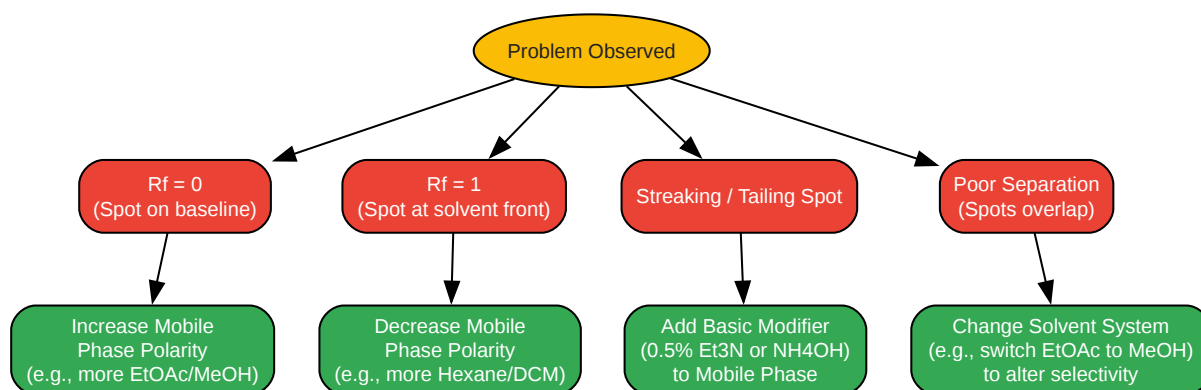 Problem Observed
Rf = 0
(Spot on baseline)
Rf = 1
(Spot at solvent front)
Streaking / Tailing Spot
Poor Separation
(Spots overlap)
Increase Mobile
Phase Polarity
(e.g., more EtOAc/MeOH)
Decrease Mobile
Phase Polarity
(e.g., more Hexane/DCM)
Add Basic Modifier
(0.5% Et3N or NH4OH)
to Mobile Phase
Change Solvent System
(e.g., switch EtOAc to MeOH)
to alter selectivity